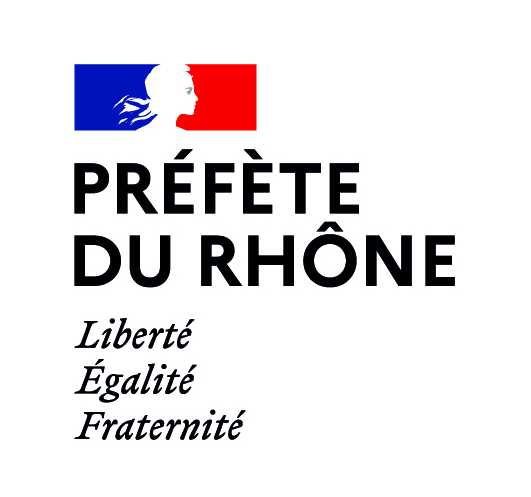 PRÉFÈTE
DU RHÔNE
Liberté
Égalité
Fraternité